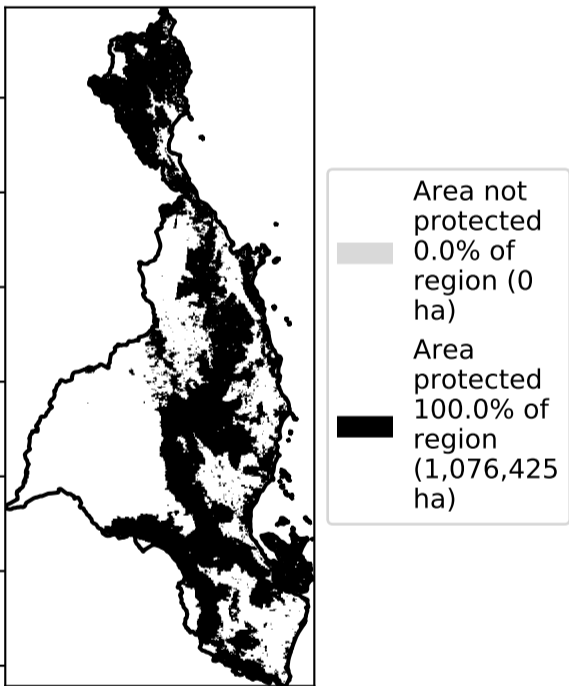 Area not
protected
0.0% of
region (0
ha)
Area
protected
100.0% of
region
(1,076,425
ha)